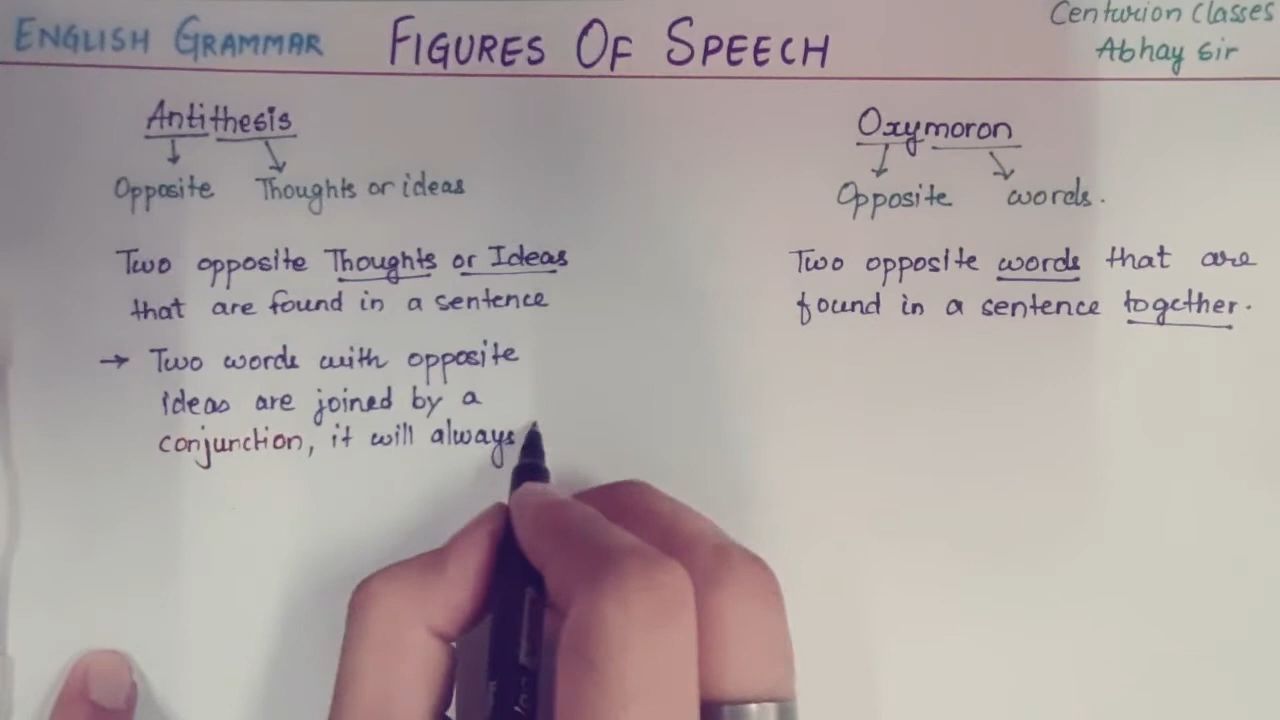 ENGLISH GRAMMAR FIGURES OF SPEECH Centurion Classes
Abhay Sir
Antithesis
Opposite Thoughts or ideas
Two opposite Thoughts or Ideas
that are found in a sentence
→ Two words with opposite
ideas are joined by a
conjunction, it will always
Oxymoron
Opposite words.
Two opposite words that are
found in a sentence together.